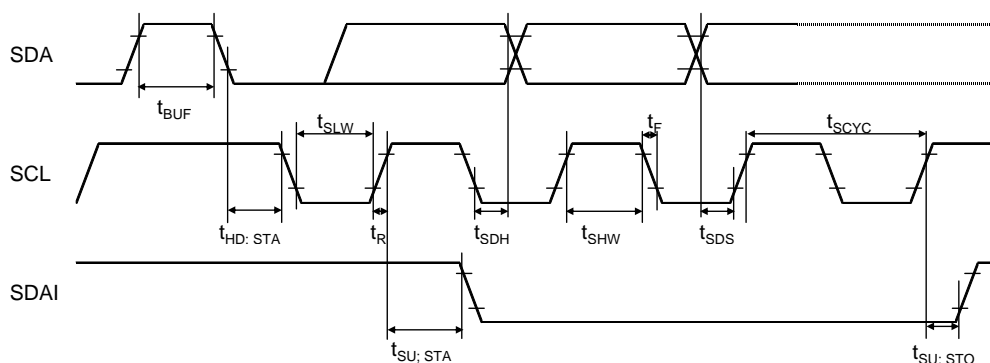 SDA
tBUF
tSLW
tF
tSCYC
SCL
tHD: STA
tR
tSDH
tSHW
tSDS
SDAI
tSU; STA
tSU; STO